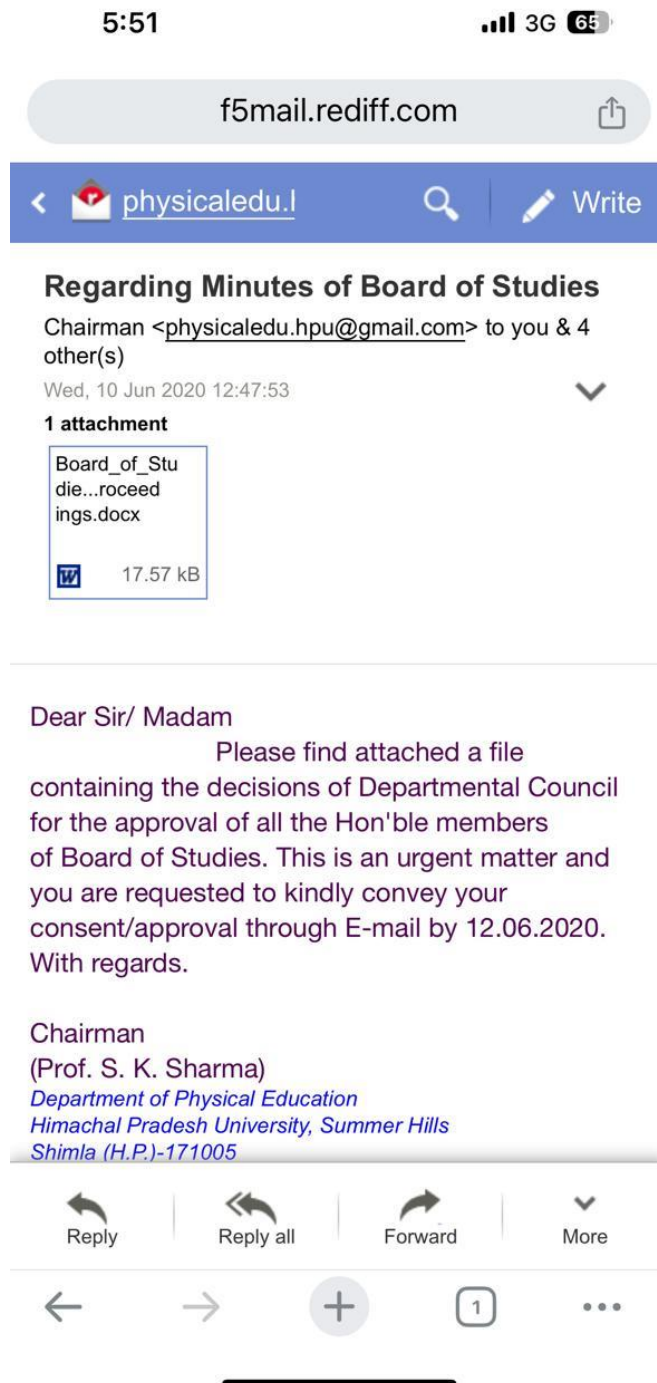 5:51
3G 65
f5mail.rediff.com
physicaledu.l
Write
Regarding Minutes of Board of Studies
Chairman <physicaledu.hpu@gmail.com> to you & 4
other(s)
Wed, 10 Jun 2020 12:47:53
1 attachment
Board_of_Stu
die...roceed
ings.docx
W 17.57 kB
Dear Sir/ Madam
Please find attached a file
containing the decisions of Departmental Council
for the approval of all the Hon'ble members
of Board of Studies. This is an urgent matter and
you are requested to kindly convey your
consent/approval through E-mail by 12.06.2020.
With regards.
Chairman
(Prof. S. K. Sharma)
Department of Physical Education
Himachal Pradesh University, Summer Hills
Shimla (H.P.)-171005
Reply
Reply all
Forward
More
1